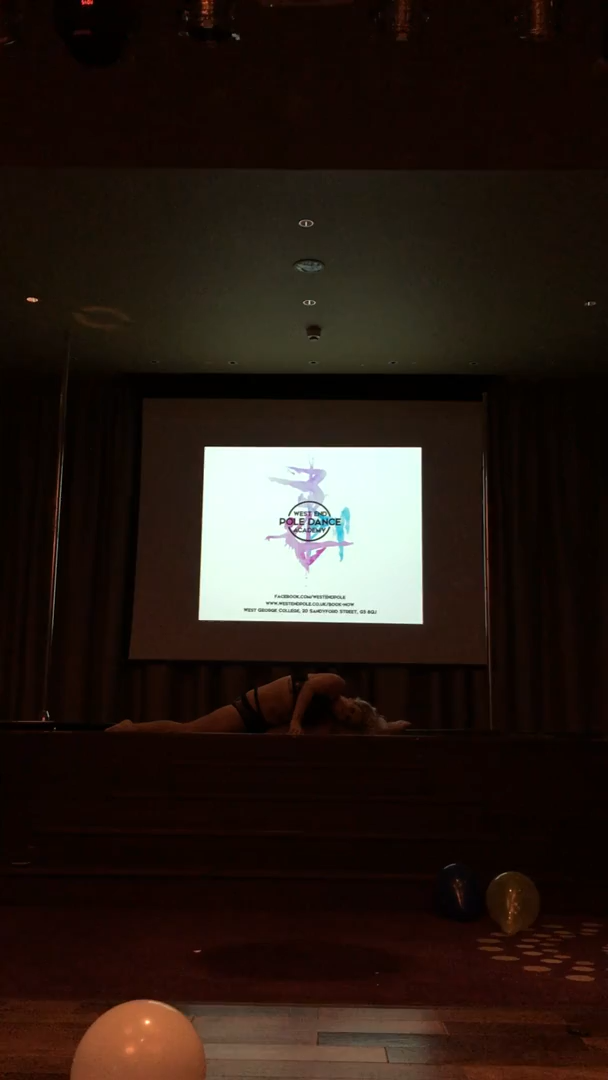 WEST END
POLE DANCE
ACADEMY
FACEBOOK.COM/WESTENDPOLE
WWW.WESTENDPOLE.CO.UK/BOOK-NOW
WEST GEORGE COLLEGE, 20 SANDYFORD STREET, G3 8QJ